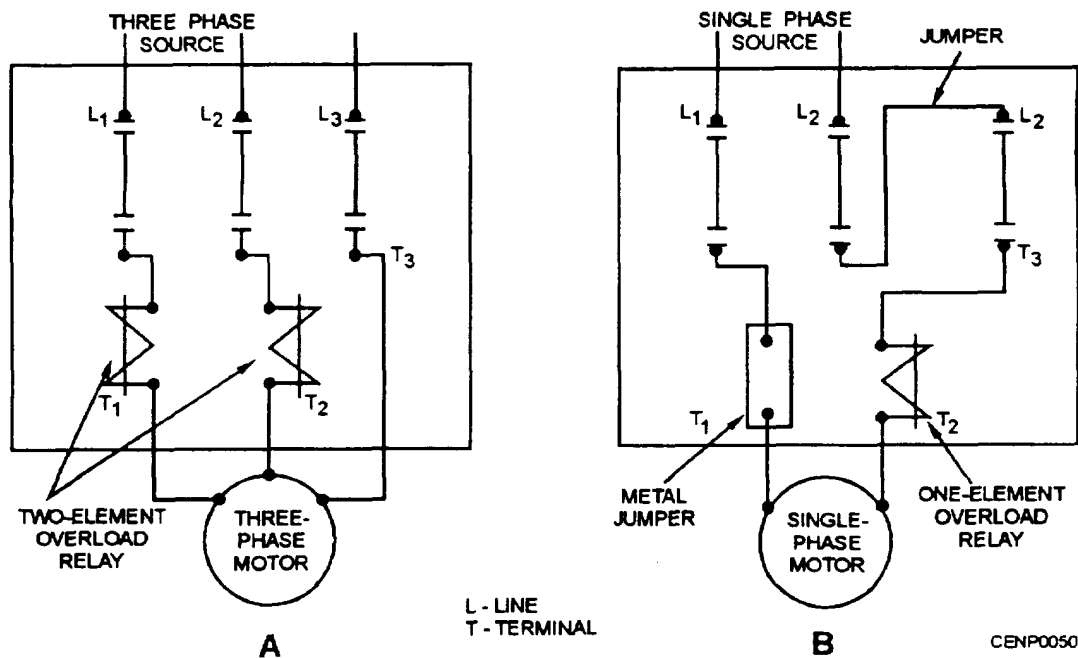 THREE PHASE
SOURCE
L1
L2
L3
T3
T1
T2
TWO-ELEMENT
OVERLOAD
RELAY
THREE-
PHASE
MOTOR
A
L - LINE
T - TERMINAL
SINGLE PHASE
SOURCE
JUMPER
L1
L2
L2
T3
T1
T2
METAL
JUMPER
SINGLE-
PHASE
MOTOR
ONE-ELEMENT
OVERLOAD
RELAY
B
CENP0050